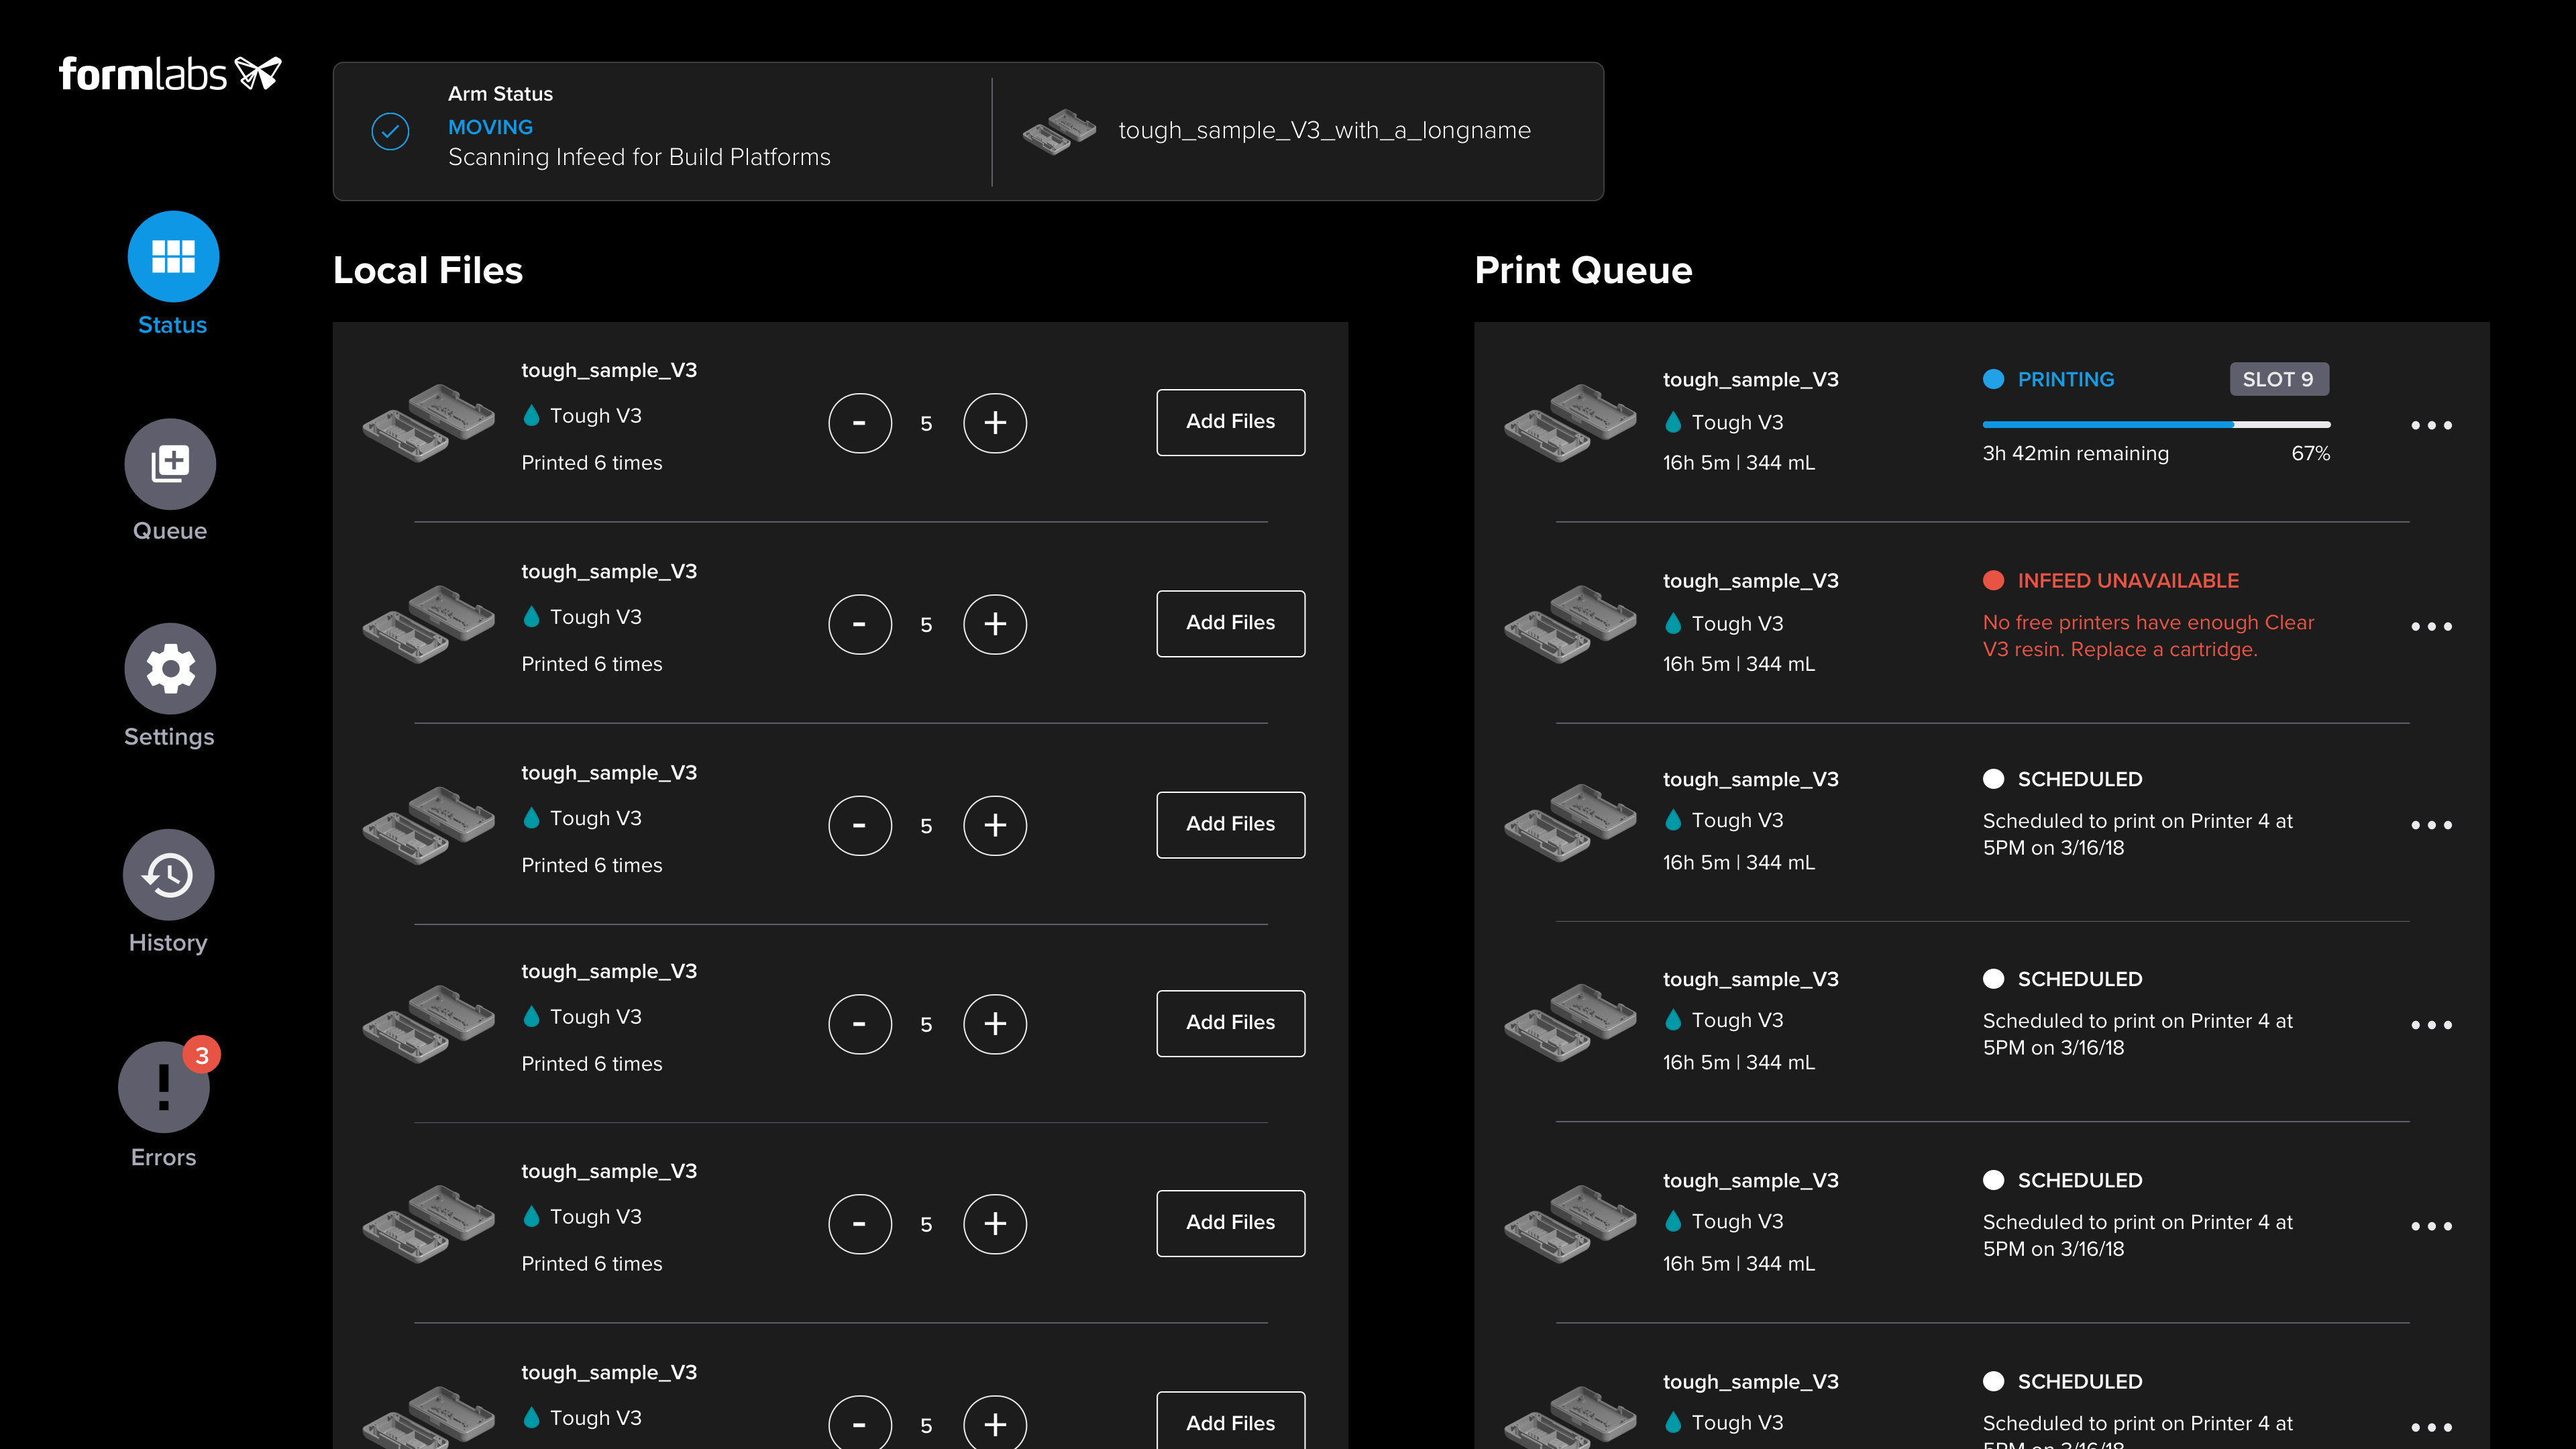 formlabs
Arm Status
MOVING
Scanning Infeed for Build Platforms
tough_sample_V3_with_a_longname
Status
Queue
Settings
History
3
Errors
Local Files
tough_sample_V3
Tough V3
Printed 6 times
- 5 +
Add Files
tough_sample_V3
Tough V3
Printed 6 times
- 5 +
Add Files
tough_sample_V3
Tough V3
Printed 6 times
- 5 +
Add Files
tough_sample_V3
Tough V3
Printed 6 times
- 5 +
Add Files
tough_sample_V3
Tough V3
Printed 6 times
- 5 +
Add Files
tough_sample_V3
Tough V3
- 5 +
Add Files
Print Queue
tough_sample_V3
Tough V3
16h 5m | 344 mL
PRINTING
SLOT 9
3h 42min remaining
67%
tough_sample_V3
Tough V3
16h 5m | 344 mL
INFEED UNAVAILABLE
No free printers have enough Clear
V3 resin. Replace a cartridge.
tough_sample_V3
Tough V3
16h 5m | 344 mL
SCHEDULED
Scheduled to print on Printer 4 at
5PM on 3/16/18
tough_sample_V3
Tough V3
16h 5m | 344 mL
SCHEDULED
Scheduled to print on Printer 4 at
5PM on 3/16/18
tough_sample_V3
Tough V3
16h 5m | 344 mL
SCHEDULED
Scheduled to print on Printer 4 at
5PM on 3/16/18
tough_sample_V3
Tough V3
SCHEDULED
Scheduled to print on Printer 4 at